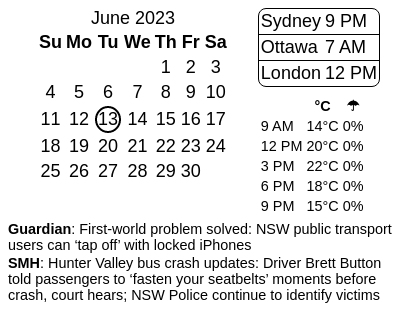 June 2023
Su Mo Tu We Th Fr Sa
1 2 3
4 5 6 7 8 9 10
11 12 13 14 15 16 17
18 19 20 21 22 23 24
25 26 27 28 29 30
Sydney 9 PM
Ottawa 7 AM
London 12 PM
°C ☂
9 AM 14°C 0%
12 PM 20°C 0%
3 PM 22°C 0%
6 PM 18°C 0%
9 PM 15°C 0%
Guardian: First-world problem solved: NSW public transport
users can ‘tap off’ with locked iPhones
SMH: Hunter Valley bus crash updates: Driver Brett Button
told passengers to ‘fasten your seatbelts’ moments before
crash, court hears; NSW Police continue to identify victims